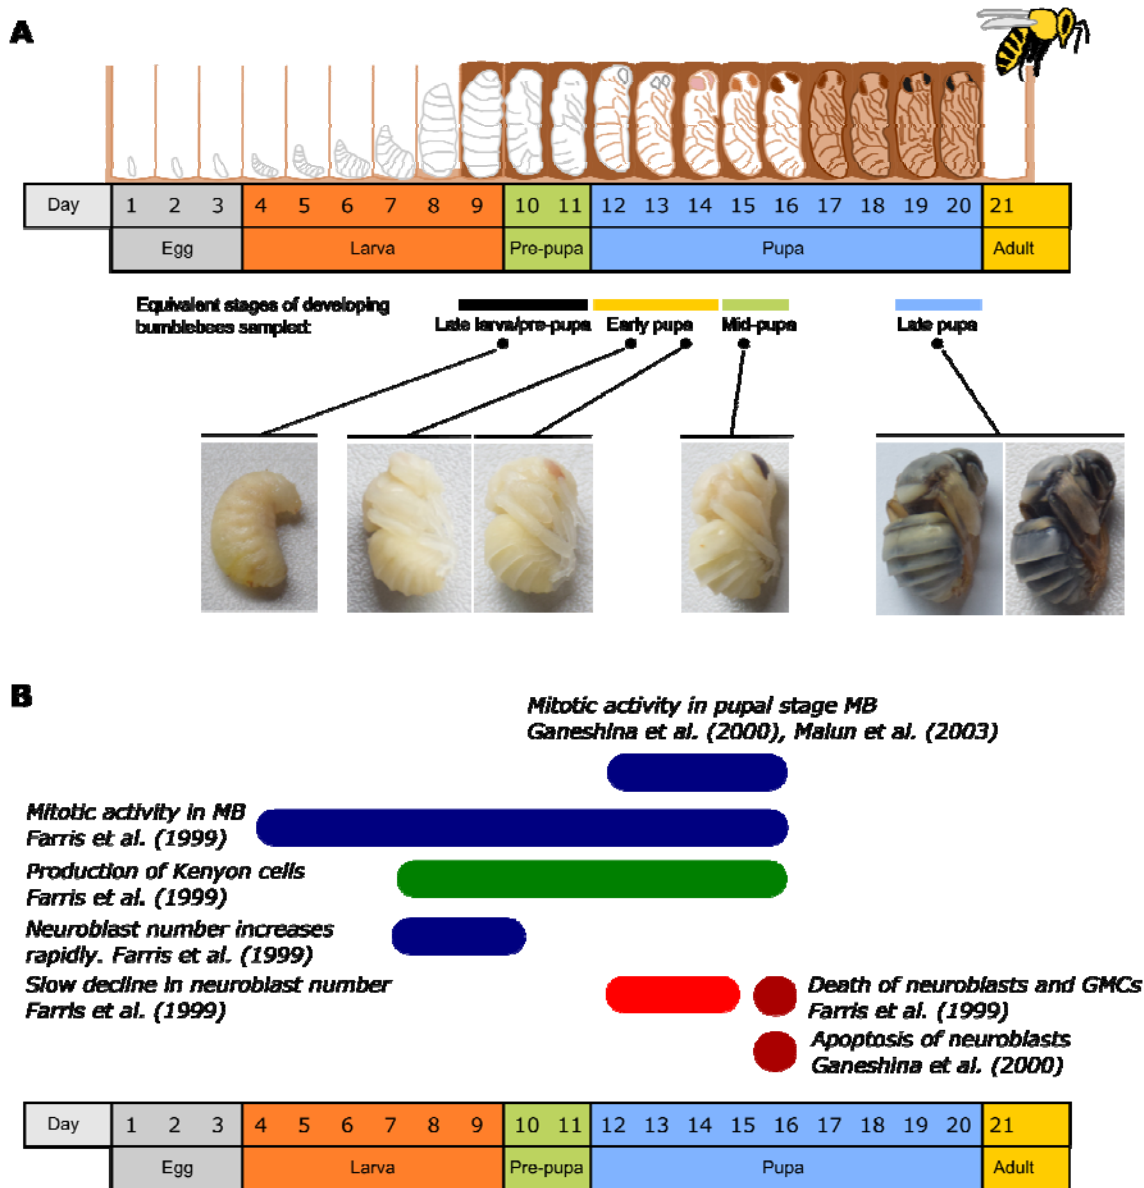 A
Day 1 2 3 4 5 6 7 8 9 10 11 12 13 14 15 16 17 18 19 20 21
Egg Larva Pre-pupa Pupa Adult
Equivalent stages of developing
bumblebees sampled:
Late larva/pre-pupa Early pupa Mid-pupa Late pupa
B
Mitotic activity in pupal stage MB
Ganeshina et al. (2000), Malun et al. (2003)
Mitotic activity in MB
Farris et al. (1999)
Production of Kenyon cells
Farris et al. (1999)
Neuroblast number increases
rapidly. Farris et al. (1999)
Slow decline in neuroblast number
Farris et al. (1999)
Death of neuroblasts and GMCs
Farris et al. (1999)
Apoptosis of neuroblasts
Ganeshina et al. (2000)
Day 1 2 3 4 5 6 7 8 9 10 11 12 13 14 15 16 17 18 19 20 21
Egg Larva Pre-pupa Pupa Adult